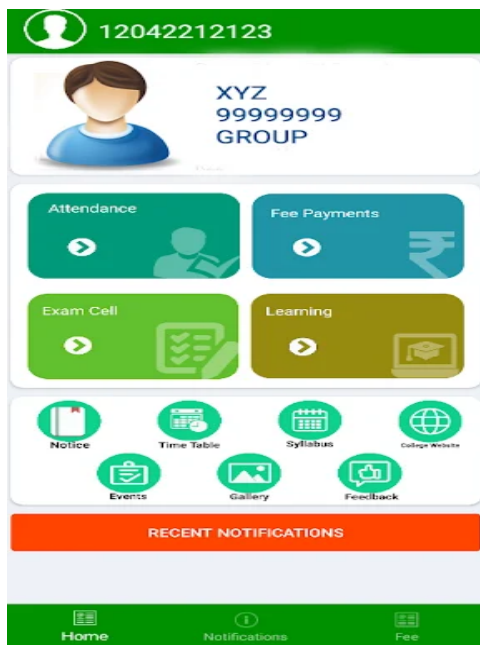 12042212123
XYZ
99999999
GROUP
Attendance
Fee Payments
Exam Cell
Learning
Notice
Time Table
Syllabus
College Website
Events
Gallery
Feedback
RECENT NOTIFICATIONS
Home
Notifications
Fee